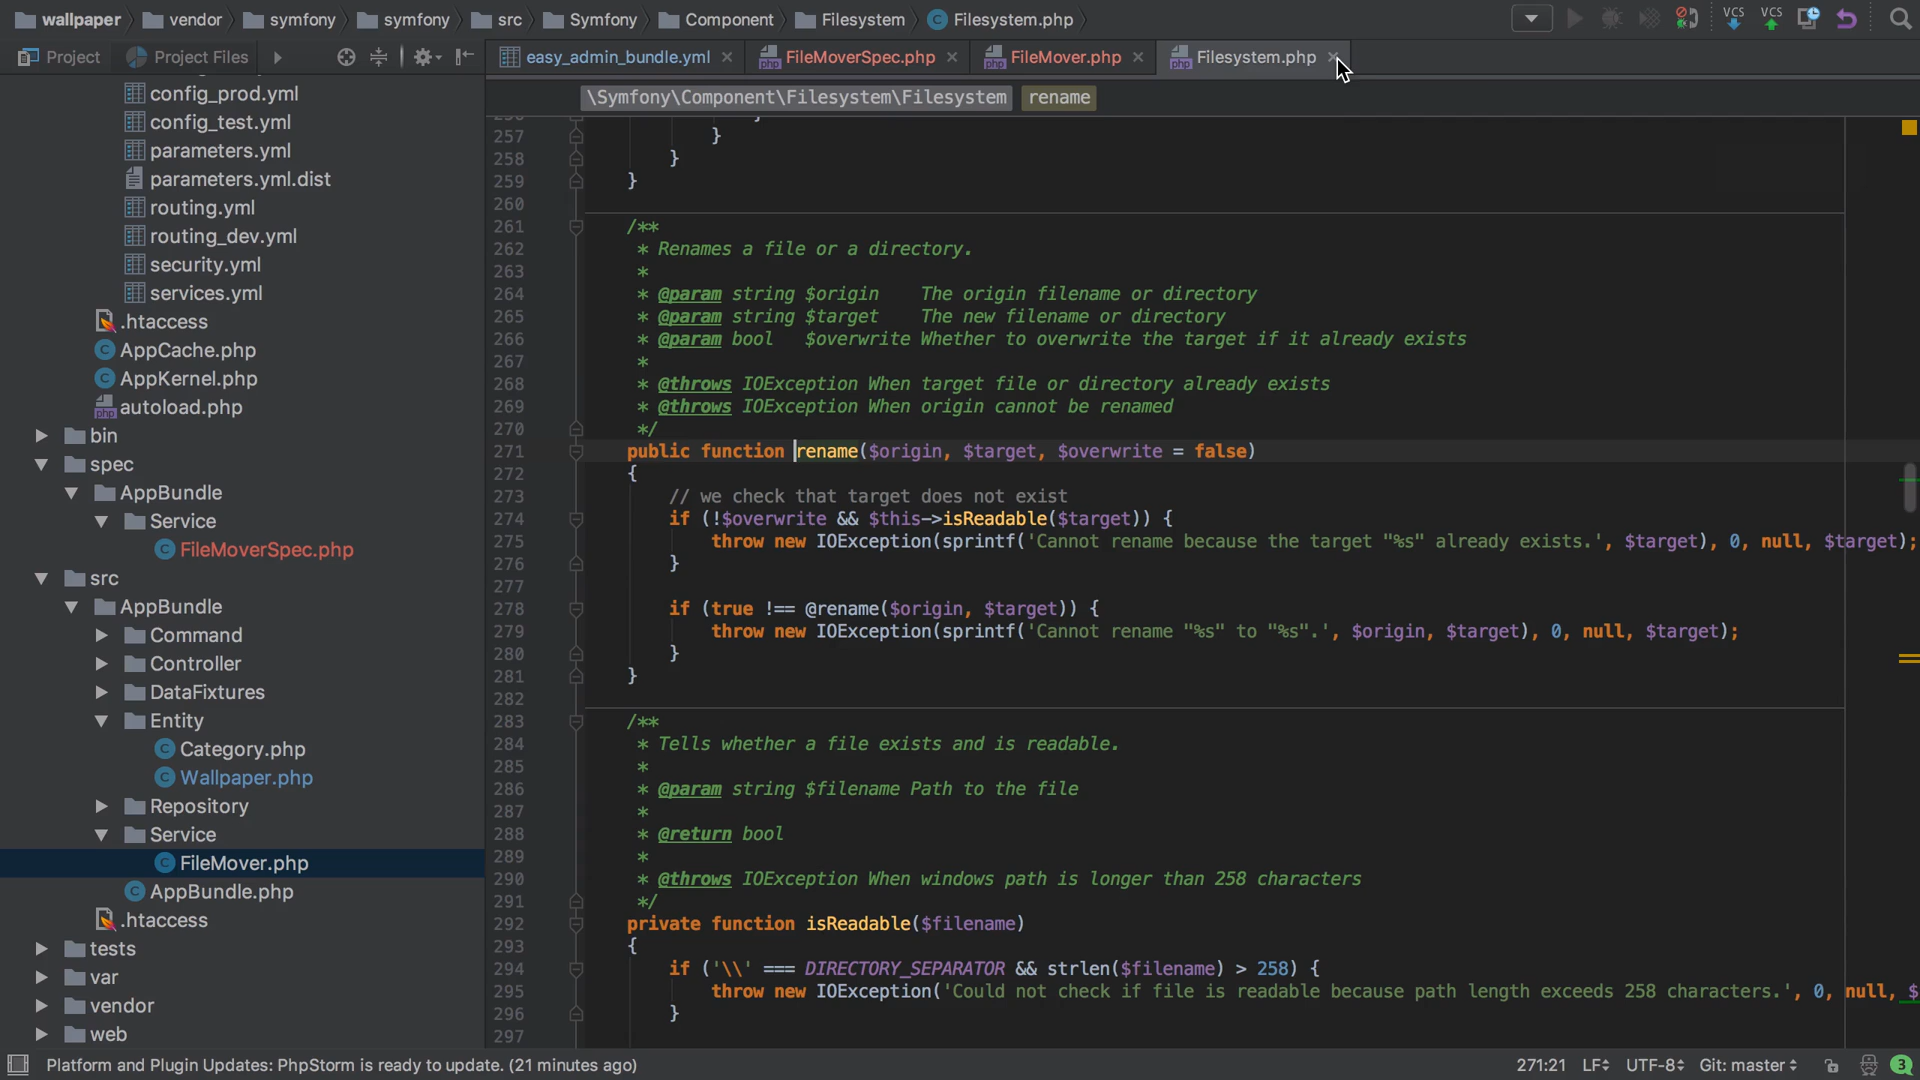 wallpaper vendor symfony symfony src Symfony Component Filesystem Filesystem.php
VCS VCS
Project Project Files
easy_admin_bundle.yml FileMoverSpec.php FileMover.php Filesystem.php
\Symfony\Component\Filesystem\Filesystem rename
config_prod.yml
config_test.yml
parameters.yml
parameters.yml.dist
routing.yml
routing_dev.yml
security.yml
services.yml
.htaccess
AppCache.php
AppKernel.php
autoload.php
bin
spec
AppBundle
Service
FileMoverSpec.php
src
AppBundle
Command
Controller
DataFixtures
Entity
Category.php
Wallpaper.php
Repository
Service
FileMover.php
AppBundle.php
.htaccess
tests
var
vendor
web
257 }
258 }
259 }
260
261 /**
262 * Renames a file or a directory.
263 *
264 * @param string $origin The origin filename or directory
265 * @param string $target The new filename or directory
266 * @param bool $overwrite Whether to overwrite the target if it already exists
267 *
268 * @throws IOException When target file or directory already exists
269 * @throws IOException When origin cannot be renamed
270 */
271 public function rename($origin, $target, $overwrite = false)
272 {
273 // we check that target does not exist
274 if (!$overwrite && $this->isReadable($target)) {
275 throw new IOException(sprintf('Cannot rename because the target "%s" already exists.', $target), 0, null, $target);
276 }
277
278 if (true !== @rename($origin, $target)) {
279 throw new IOException(sprintf('Cannot rename "%s" to "%s".', $origin, $target), 0, null, $target);
280 }
281 }
282
283 /**
284 * Tells whether a file exists and is readable.
285 *
286 * @param string $filename Path to the file
287 *
288 * @return bool
289 *
290 * @throws IOException When windows path is longer than 258 characters
291 */
292 private function isReadable($filename)
293 {
294 if ('\\' === DIRECTORY_SEPARATOR && strlen($filename) > 258) {
295 throw new IOException('Could not check if file is readable because path length exceeds 258 characters.', 0, null, $
296 }
297
Platform and Plugin Updates: PhpStorm is ready to update. (21 minutes ago) 271:21 LF UTF-8 Git: master 3